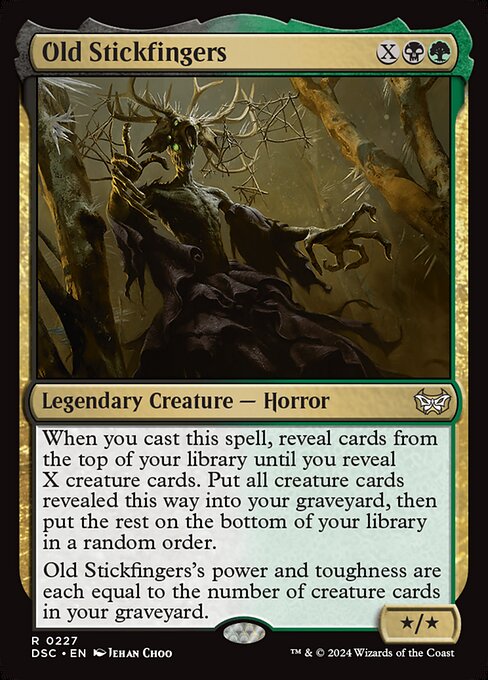 Old Stickfingers X
Legendary Creature — Horror
When you cast this spell, reveal cards from
the top of your library until you reveal
X creature cards. Put all creature cards
revealed this way into your graveyard, then
put the rest on the bottom of your library
in a random order.
Old Stickfingers's power and toughness are
each equal to the number of creature cards
in your graveyard.
★/★
R 0227
DSC • EN Jehan Choo
™ & © 2024 Wizards of the Coast